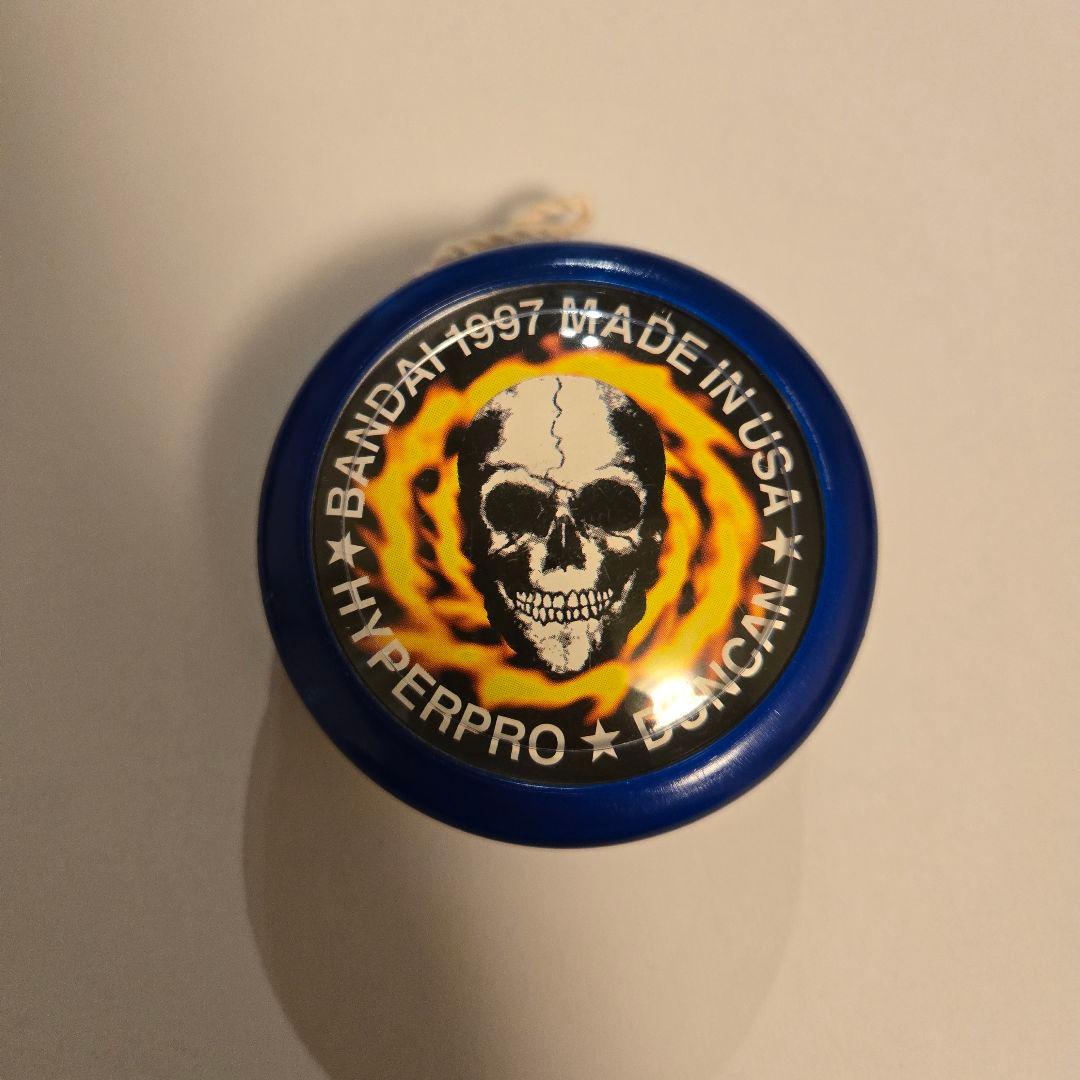 ★ BANDAI 1997 MADE IN USA ★
HYPERPRO ★ DUNCAN